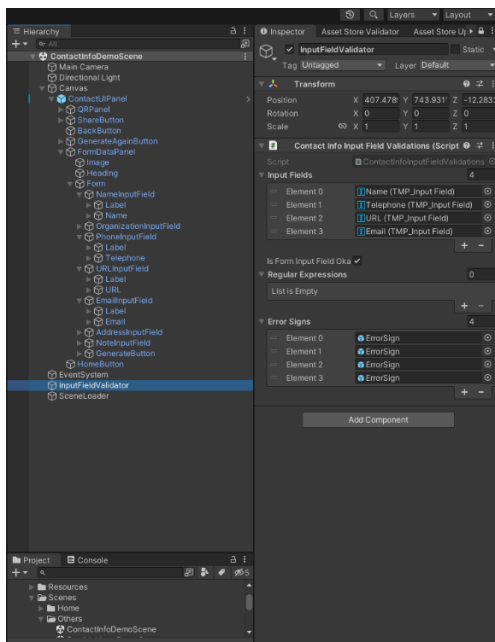 Layers
Layout
Hierarchy
All
ContactInfoDemoScene
Main Camera
Directional Light
Canvas
ContactUIPanel
QRPanel
ShareButton
BackButton
GenerateAgainButton
FormDataPanel
Image
Heading
Form
NameInputField
Label
Name
OrganizationInputField
PhoneInputField
Label
Telephone
URLInputField
Label
URL
EmailInputField
Label
Email
AddressInputField
NoteInputField
GenerateButton
HomeButton
EventSystem
InputFieldValidator
SceneLoader
Project
Console
5
Resources
Scenes
Home
Others
ContactInfoDemoScene
Inspector
Asset Store Validator
Asset Store U
InputFieldValidator
Static
Tag Untagged
Layer Default
Transform
Position X 407.478 Y 743.931 Z -12.283
Rotation X 0 Y 0 Z 0
Scale X 1 Y 1 Z 1
Contact Info Input Field Validations (Script
Script ContactInfoInputFieldValidations
Input Fields 4
Element 0 Name (TMP_Input Field)
Element 1 Telephone (TMP_Input Field)
Element 2 URL (TMP_Input Field)
Element 3 Email (TMP_Input Field)
+ -
Is Form Input Field Oka
Regular Expressions 0
List is Empty
+ -
Error Signs 4
Element 0 ErrorSign
Element 1 ErrorSign
Element 2 ErrorSign
Element 3 ErrorSign
+ -
Add Component